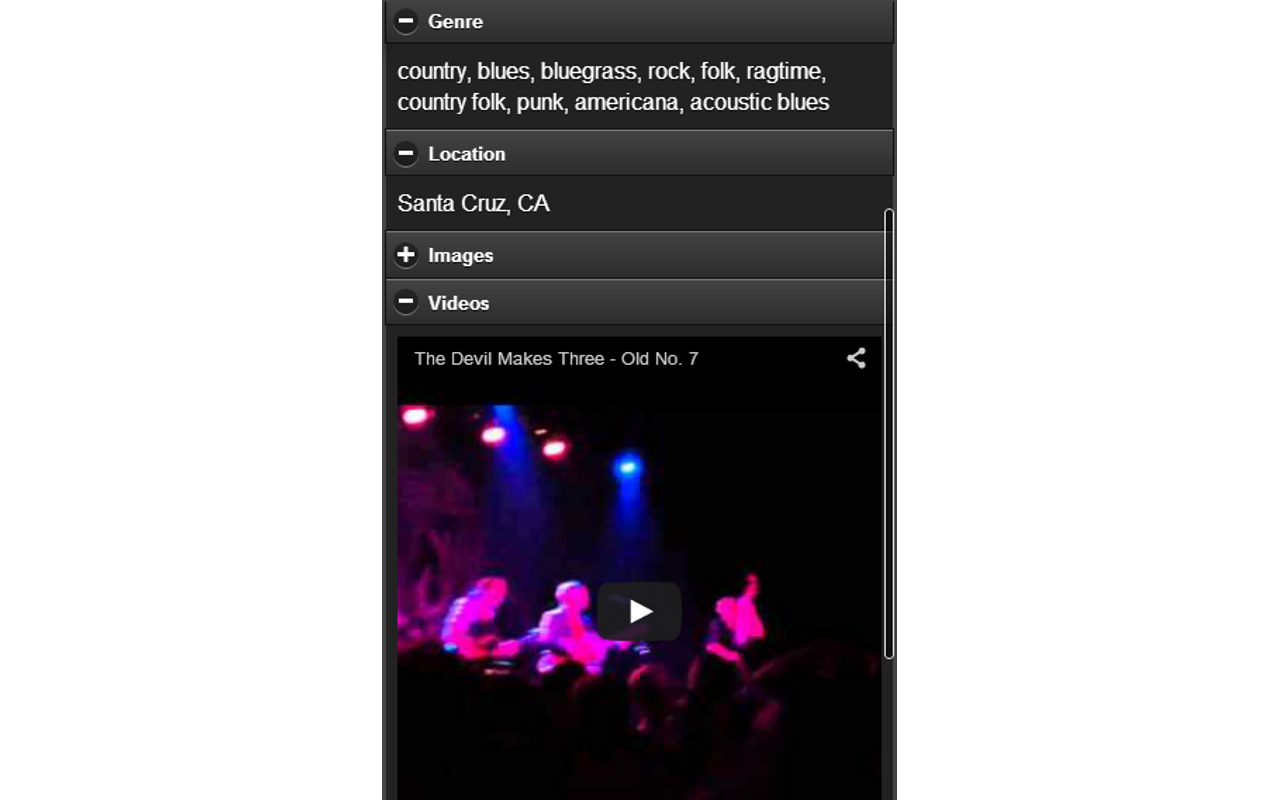 Genre
country, blues, bluegrass, rock, folk, ragtime,
country folk, punk, americana, acoustic blues
Location
Santa Cruz, CA
Images
Videos
The Devil Makes Three - Old No. 7